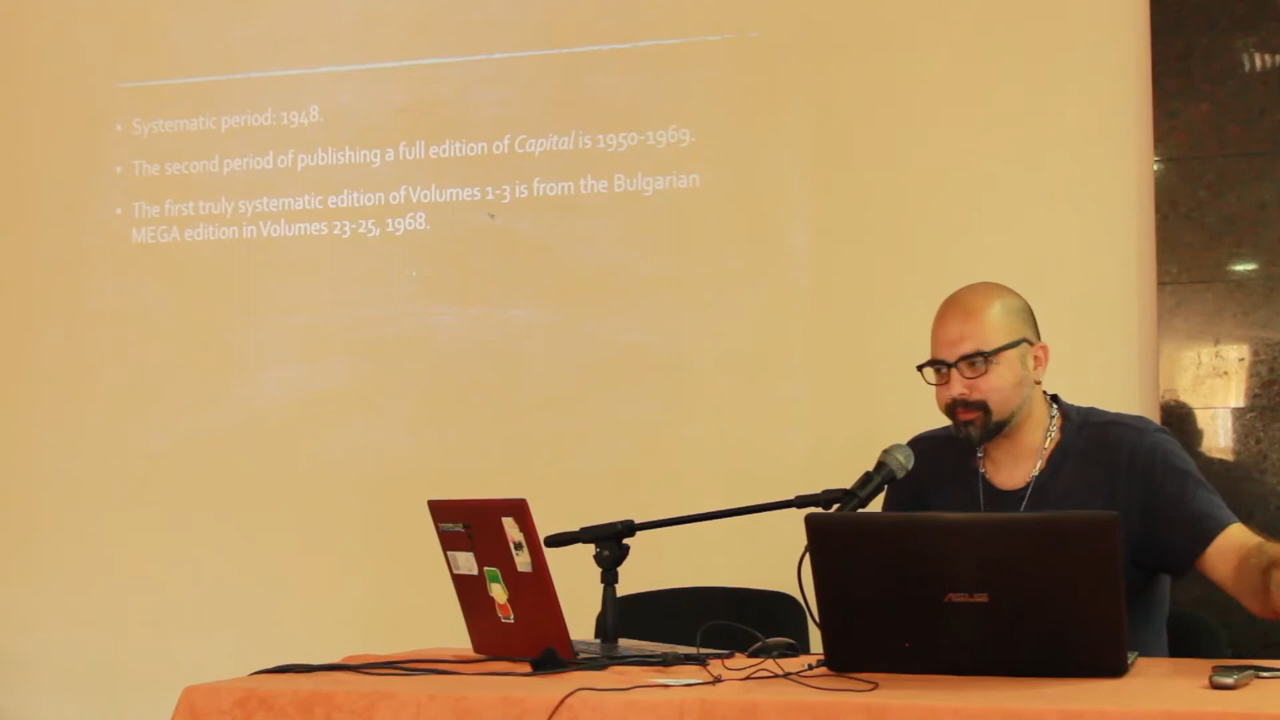 • Systematic period: 1948.
• The second period of publishing a full edition of Capital is 1950-1969.
• The first truly systematic edition of Volumes 1-3 is from the Bulgarian
MEGA edition in Volumes 23-25, 1968.
ASUS